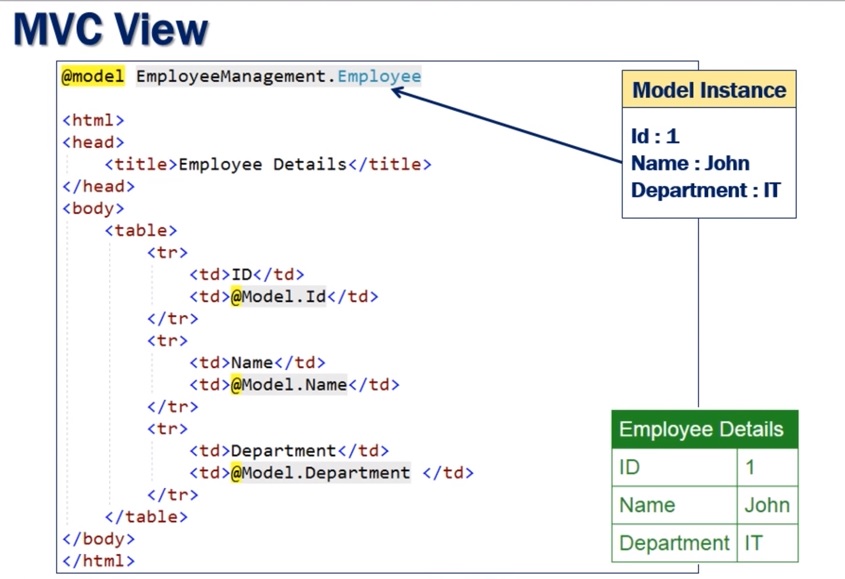 MVC View
@model EmployeeManagement.Employee
<html>
<head>
<title>Employee Details</title>
</head>
<body>
<table>
<tr>
<td>ID</td>
<td>@Model.Id</td>
</tr>
<tr>
<td>Name</td>
<td>@Model.Name</td>
</tr>
<tr>
<td>Department</td>
<td>@Model.Department </td>
</tr>
</table>
</body>
</html>
Model Instance
Id : 1
Name : John
Department : IT
Employee Details
ID 1
Name John
Department IT